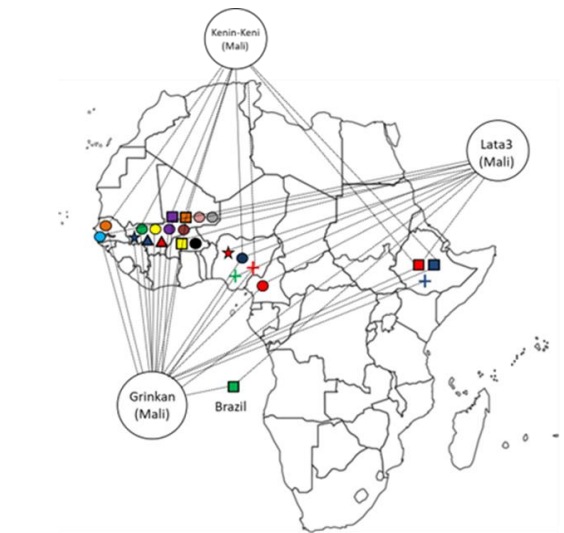 Kenin-Keni
(Mali)
Lata3
(Mali)
Grinkan
(Mali)
Brazil